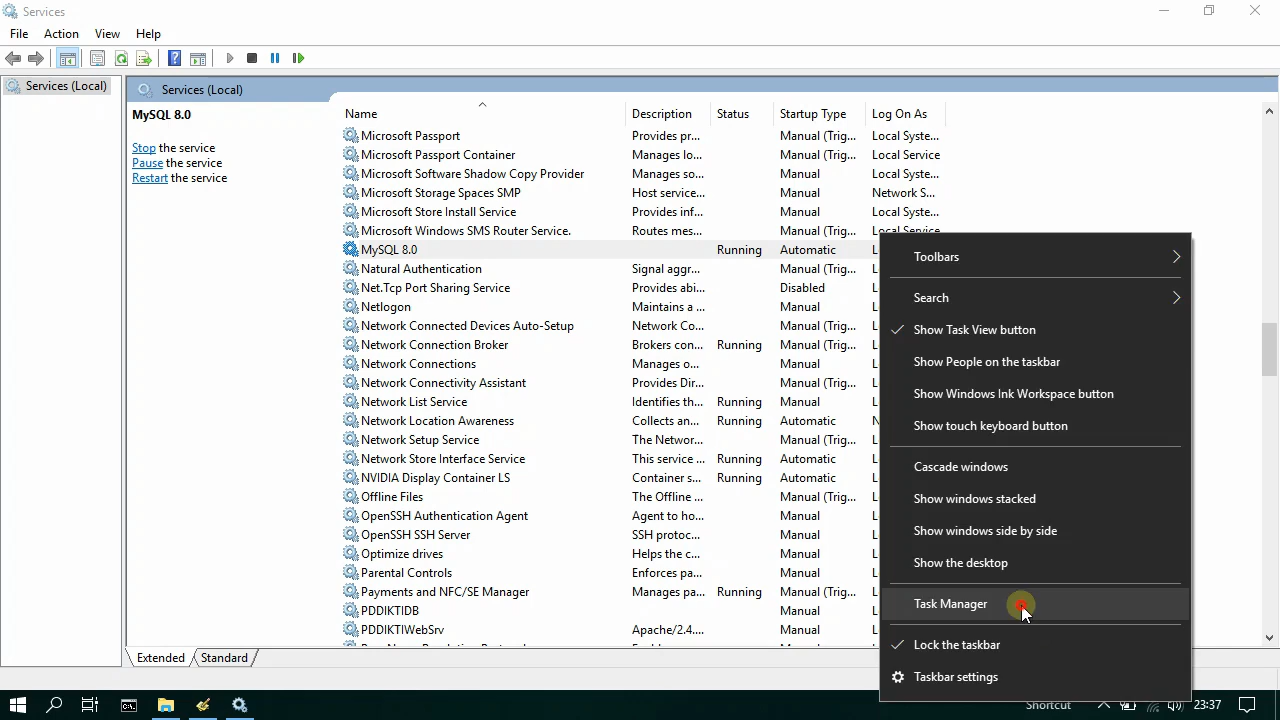 Services
File Action View Help
Services (Local)
Services (Local)
MySQL 8.0
Stop the service
Pause the service
Restart the service
Name Description Status Startup Type Log On As
Microsoft Passport Provides pr... Manual (Trig... Local Syste...
Microsoft Passport Container Manages lo... Manual (Trig... Local Service
Microsoft Software Shadow Copy Provider Manages so... Manual Local Syste...
Microsoft Storage Spaces SMP Host service... Manual Network S...
Microsoft Store Install Service Provides inf... Manual Local Syste...
Microsoft Windows SMS Router Service. Routes mes... Manual (Trig... Local Service
MySQL 8.0 Running Automatic
Natural Authentication Signal aggr... Manual (Trig...
Net.Tcp Port Sharing Service Provides abi... Disabled
Netlogon Maintains a ... Manual
Network Connected Devices Auto-Setup Network Co... Manual (Trig...
Network Connection Broker Brokers con... Running Manual (Trig...
Network Connections Manages o... Manual
Network Connectivity Assistant Provides Dir... Manual (Trig...
Network List Service Identifies th... Running Manual
Network Location Awareness Collects an... Running Automatic
Network Setup Service The Networ... Manual (Trig...
Network Store Interface Service This service ... Running Automatic
NVIDIA Display Container LS Container s... Running Automatic
Offline Files The Offline ... Manual (Trig...
OpenSSH Authentication Agent Agent to ho... Manual
OpenSSH SSH Server SSH protoc... Manual
Optimize drives Helps the c... Manual
Parental Controls Enforces pa... Manual
Payments and NFC/SE Manager Manages pa... Running Manual (Trig...
PDDIKTIDB Manual
PDDIKTIWebSrv Apache/2.4.... Manual
Extended Standard
Toolbars
Search
Show Task View button
Show People on the taskbar
Show Windows Ink Workspace button
Show touch keyboard button
Cascade windows
Show windows stacked
Show windows side by side
Show the desktop
Task Manager
Lock the taskbar
Taskbar settings
Shortcut 23:37